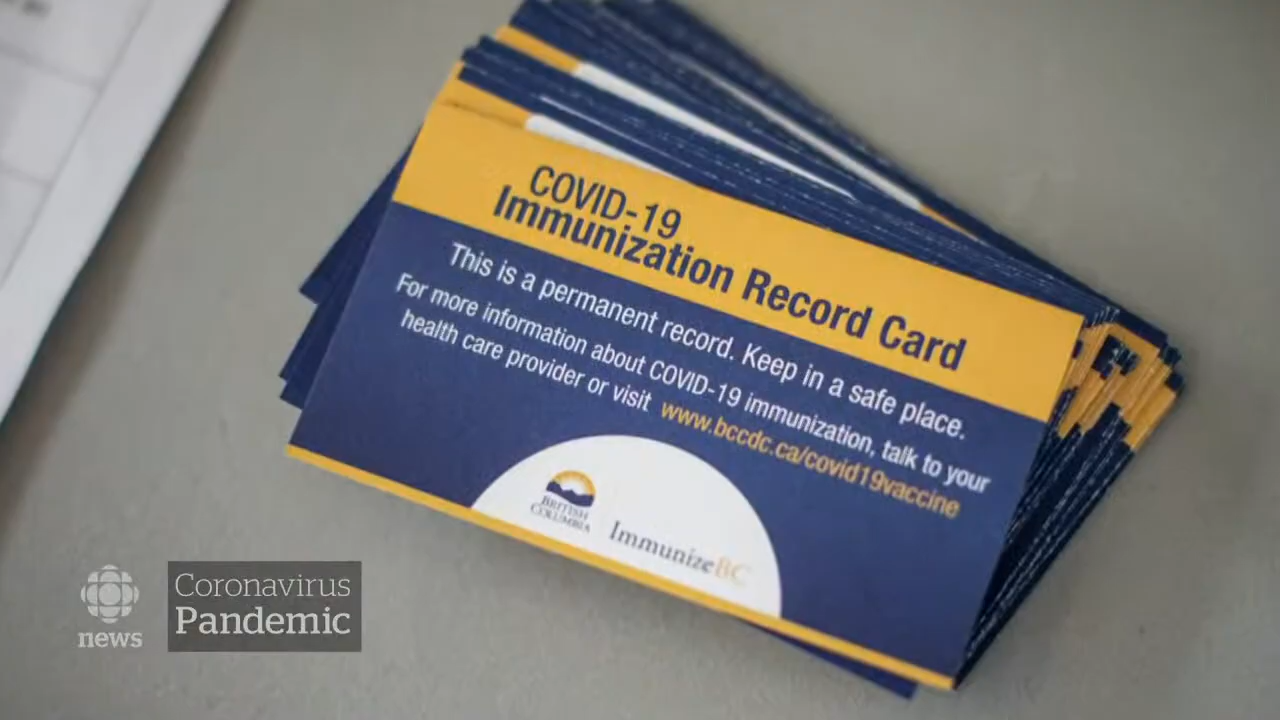 COVID-19
Immunization Record Card
This is a permanent record. Keep in a safe place.
For more information about COVID-19 immunization, talk to your
health care provider or visit www.bccdc.ca/covid19vaccine
BRITISH
COLUMBIA
ImmunizeBC
news
Coronavirus
Pandemic